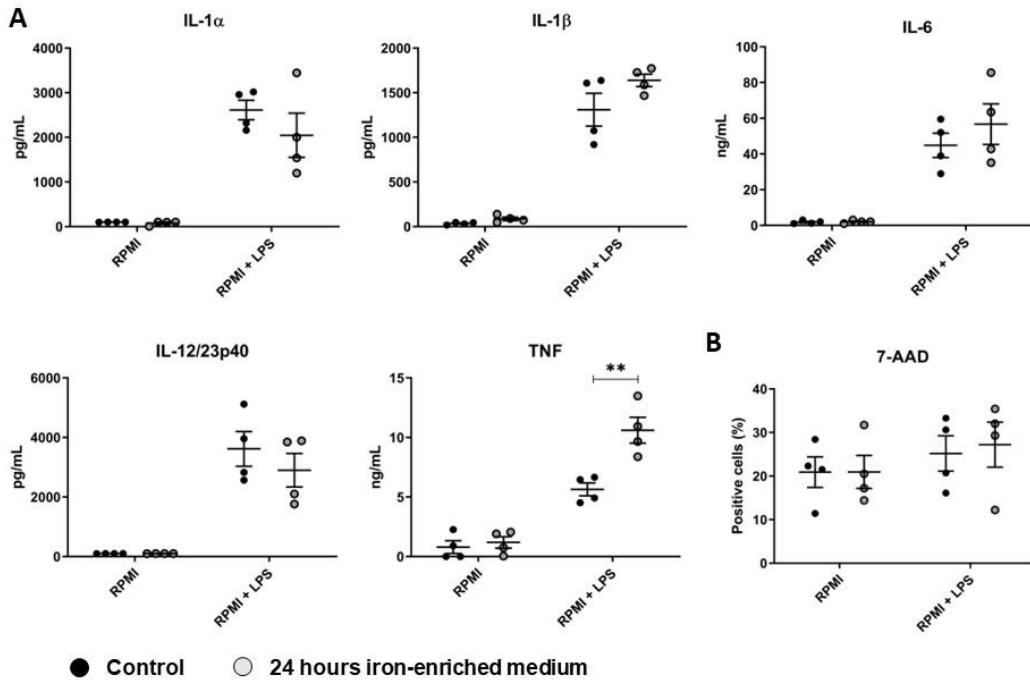 A
IL-1α
pg/mL
4000
3000
2000
1000
0
RPMI
RPMI + LPS
IL-1β
pg/mL
2000
1500
1000
500
0
RPMI
RPMI + LPS
IL-6
ng/mL
100
80
60
40
20
0
RPMI
RPMI + LPS
IL-12/23p40
pg/mL
6000
4000
2000
0
RPMI
RPMI + LPS
TNF
ng/mL
15
10
5
0
**
RPMI
RPMI + LPS
B
7-AAD
Positive cells (%)
40
30
20
10
0
RPMI
RPMI + LPS
Control
24 hours iron-enriched medium